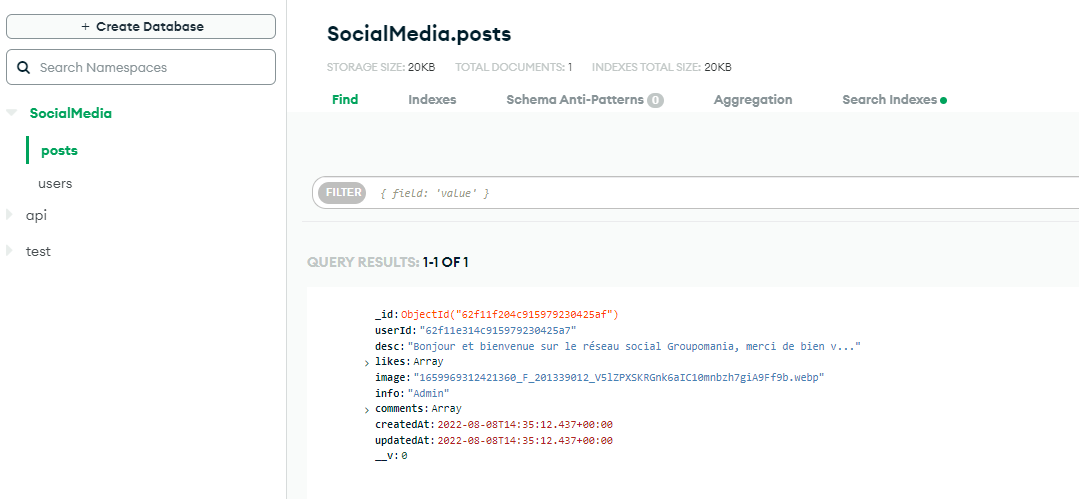 + Create Database
Search Namespaces
SocialMedia
posts
users
api
test
SocialMedia.posts
STORAGE SIZE: 20KB TOTAL DOCUMENTS: 1 INDEXES TOTAL SIZE: 20KB
Find Indexes Schema Anti-Patterns 0 Aggregation Search Indexes
FILTER { field: 'value' }
QUERY RESULTS: 1-1 OF 1
_id: ObjectId("62f11f204c915979230425af")
userId: "62f11e314c915979230425a7"
desc: "Bonjour et bienvenue sur le réseau social Groupomania, merci de bien v..."
likes: Array
image: "1659969312421360_F_201339012_V5lZPXSKRGnk6aIC10mnbzh7giA9Ff9b.webp"
info: "Admin"
comments: Array
createdAt: 2022-08-08T14:35:12.437+00:00
updatedAt: 2022-08-08T14:35:12.437+00:00
__v: 0